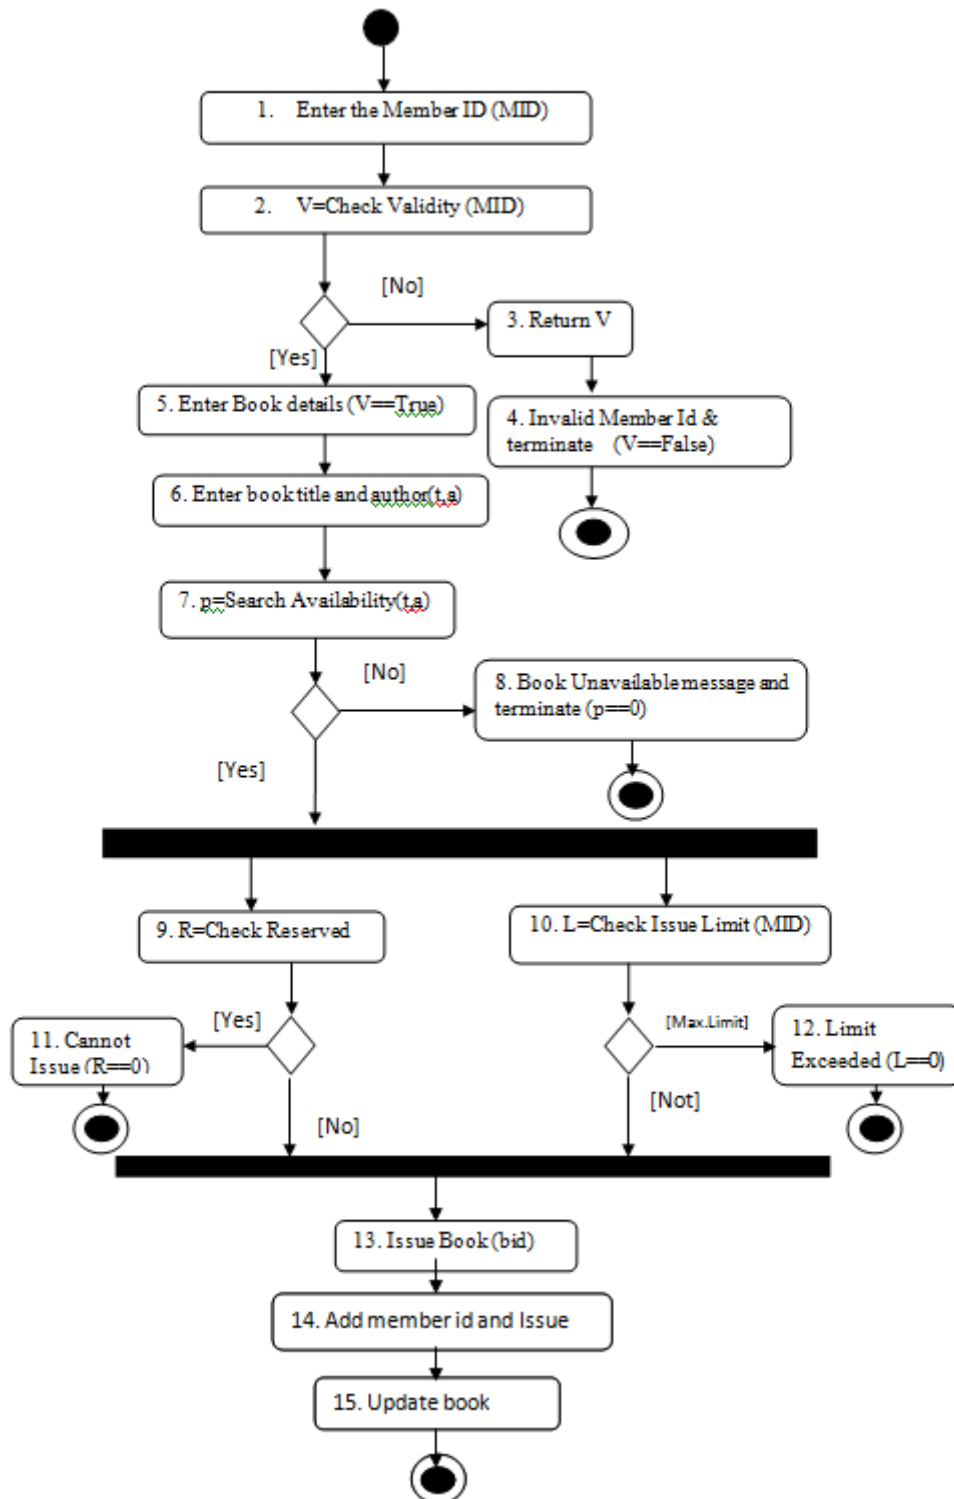 1. Enter the Member ID (MID)
2. V=Check Validity (MID)
[No]
3. Return V
[Yes]
5. Enter Book details (V==True)
4. Invalid Member Id &
terminate (V==False)
6. Enter book title and author(t,a)
7. p=Search Availability(t,a)
[No]
8. Book Unavailable message and
terminate (p==0)
[Yes]
9. R=Check Reserved
10. L=Check Issue Limit (MID)
[Yes]
[Max.Limit]
11. Cannot
Issue (R==0)
12. Limit
Exceeded (L==0)
[No]
[Not]
13. Issue Book (bid)
14. Add member id and Issue
15. Update book